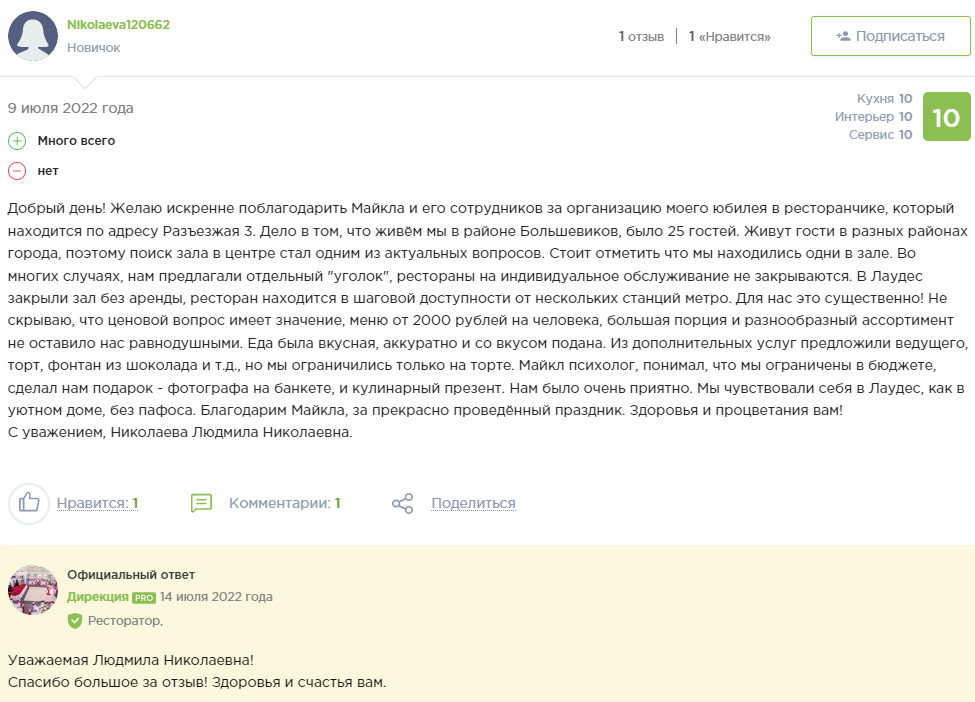 Nikolaeva120662
Новичок
1 отзыв
1 «Нравится»
Подписаться
9 июля 2022 года
Кухня 10
Интерьер 10
Сервис 10
10
Много всего
нет
Добрый день! Желаю искренне поблагодарить Майкла и его сотрудников за организацию моего юбилея в ресторанчике, который
находится по адресу Разъезжая 3. Дело в том, что живём мы в районе Большевиков, было 25 гостей. Живут гости в разных районах
города, поэтому поиск зала в центре стал одним из актуальных вопросов. Стоит отметить что мы находились одни в зале. Во
многих случаях, нам предлагали отдельный "уголок", рестораны на индивидуальное обслуживание не закрываются. В Лаудес
закрыли зал без аренды, ресторан находится в шаговой доступности от нескольких станций метро. Для нас это существенно! Не
скрываю, что ценовой вопрос имеет значение, меню от 2000 рублей на человека, большая порция и разнообразный ассортимент
не оставило нас равнодушными. Еда была вкусная, аккуратно и со вкусом подана. Из дополнительных услуг предложили ведущего,
торт, фонтан из шоколада и т.д., но мы ограничились только на торте. Майкл психолог, понимал, что мы ограничены в бюджете,
сделал нам подарок - фотографа на банкете, и кулинарный презент. Нам было очень приятно. Мы чувствовали себя в Лаудес, как в
уютном доме, без пафоса. Благодарим Майкла, за прекрасно проведённый праздник. Здоровья и процветания вам!
С уважением, Николаева Людмила Николаевна.
Нравится: 1
Комментарии: 1
Поделиться
Официальный ответ
Дирекция PRO 14 июля 2022 года
Ресторатор,
Уважаемая Людмила Николаевна!
Спасибо большое за отзыв! Здоровья и счастья вам.